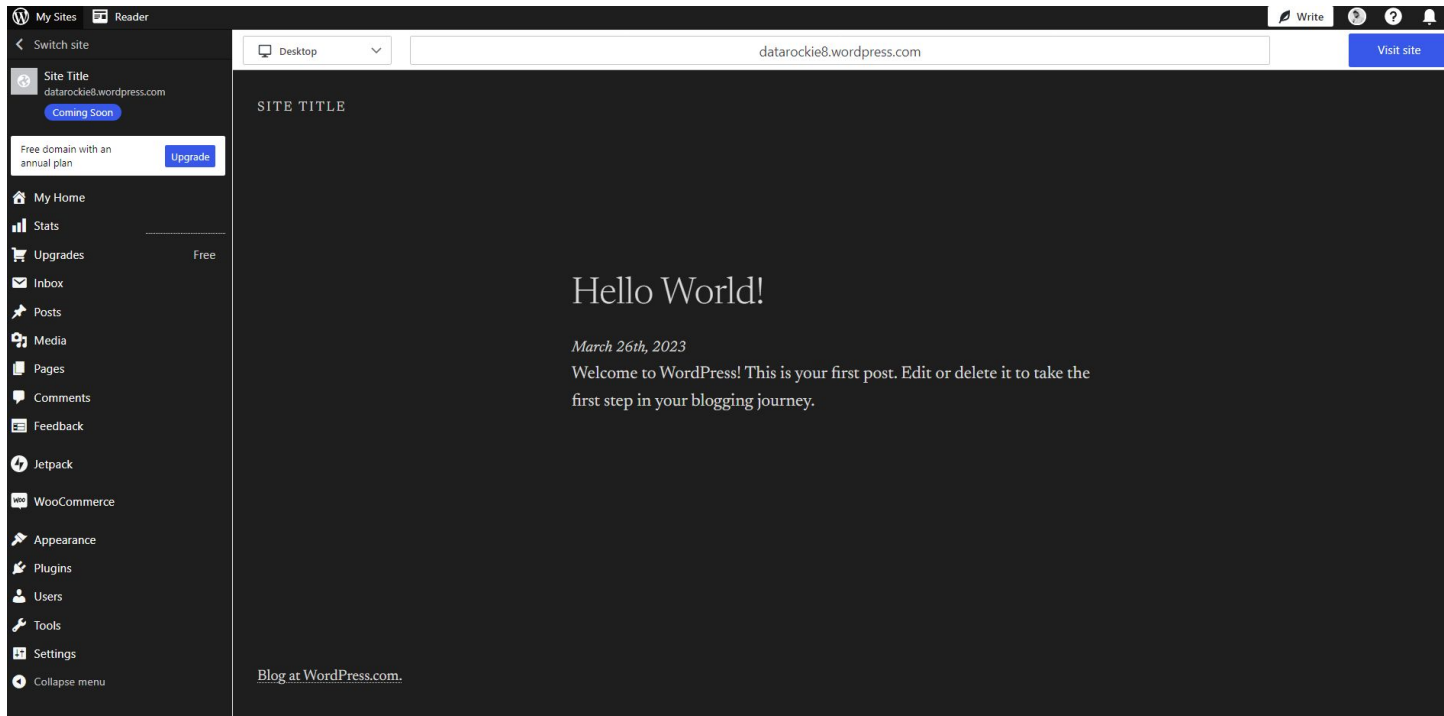 My Sites Reader Write
Switch site
Desktop datarockie8.wordpress.com Visit site
Site Title
datarockie8.wordpress.com
Coming Soon
Free domain with an
annual plan
Upgrade
My Home
Stats
Upgrades Free
Inbox
Posts
Media
Pages
Comments
Feedback
Jetpack
WOO WooCommerce
Appearance
Plugins
Users
Tools
Settings
Collapse menu
SITE TITLE
Hello World!
March 26th, 2023
Welcome to WordPress! This is your first post. Edit or delete it to take the
first step in your blogging journey.
Blog at WordPress.com.